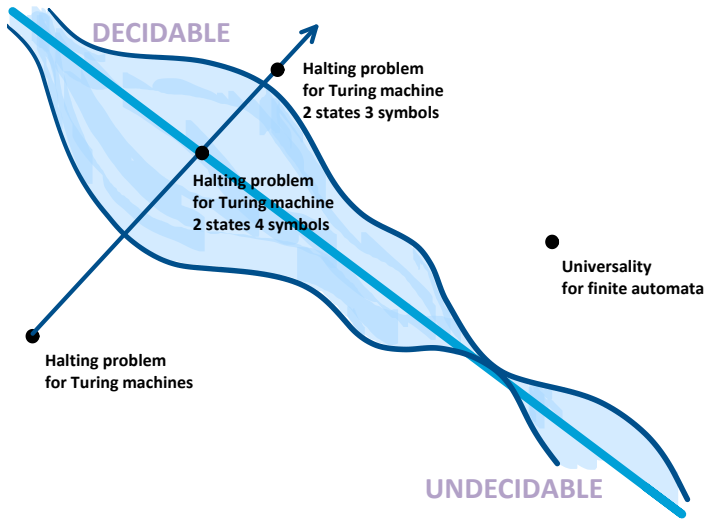 DECIDABLE
Halting problem
for Turing machine
2 states 3 symbols
Halting problem
for Turing machine
2 states 4 symbols
Universality
for finite automata
Halting problem
for Turing machines
UNDECIDABLE